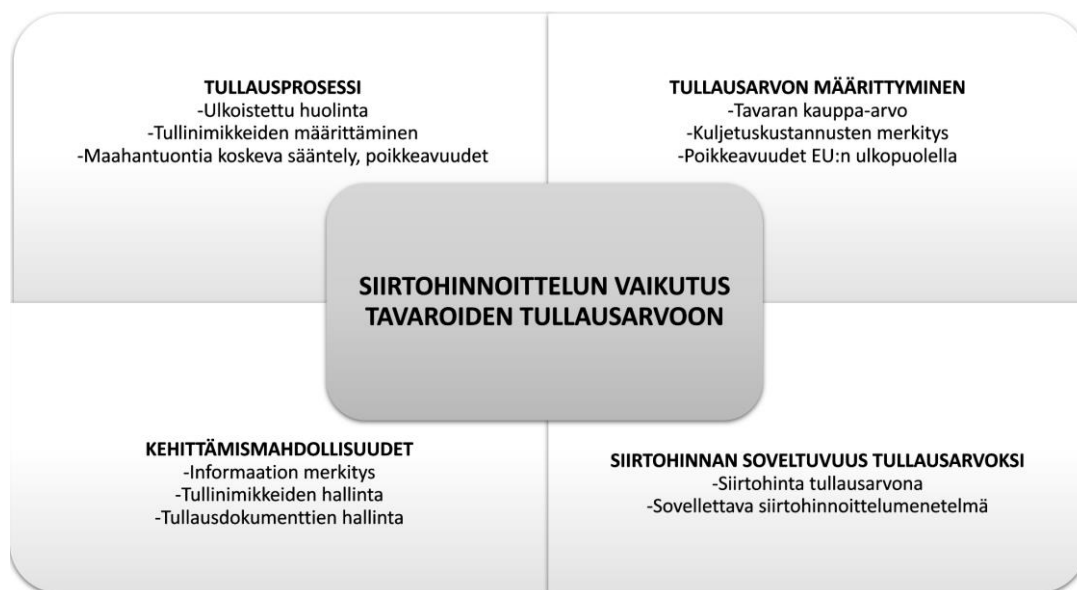 TULLAUSPROSESSI
-Ulkoistettu huolinta
-Tullinimikkeiden määrittäminen
-Maahantuontia koskeva sääntely, poikkeavuudet
TULLAUSARVON MÄÄRITTYMINEN
-Tavaran kauppa-arvo
-Kuljetuskustannusten merkitys
-Poikkeavuudet EU:n ulkopuolella
SIIRTOHINNOITTELUN VAIKUTUS
TAVAROIDEN TULLAUSARVOON
KEHITTÄMISMAHDOLLISUUDET
-Informaation merkitys
-Tullinimikkeiden hallinta
-Tullausdokumenttien hallinta
SIIRTOHINNAN SOVELTUVUUS TULLAUSARVOKSI
-Siirtohinta tullausarvona
-Sovellettava siirtohinnoittelumenetelmä